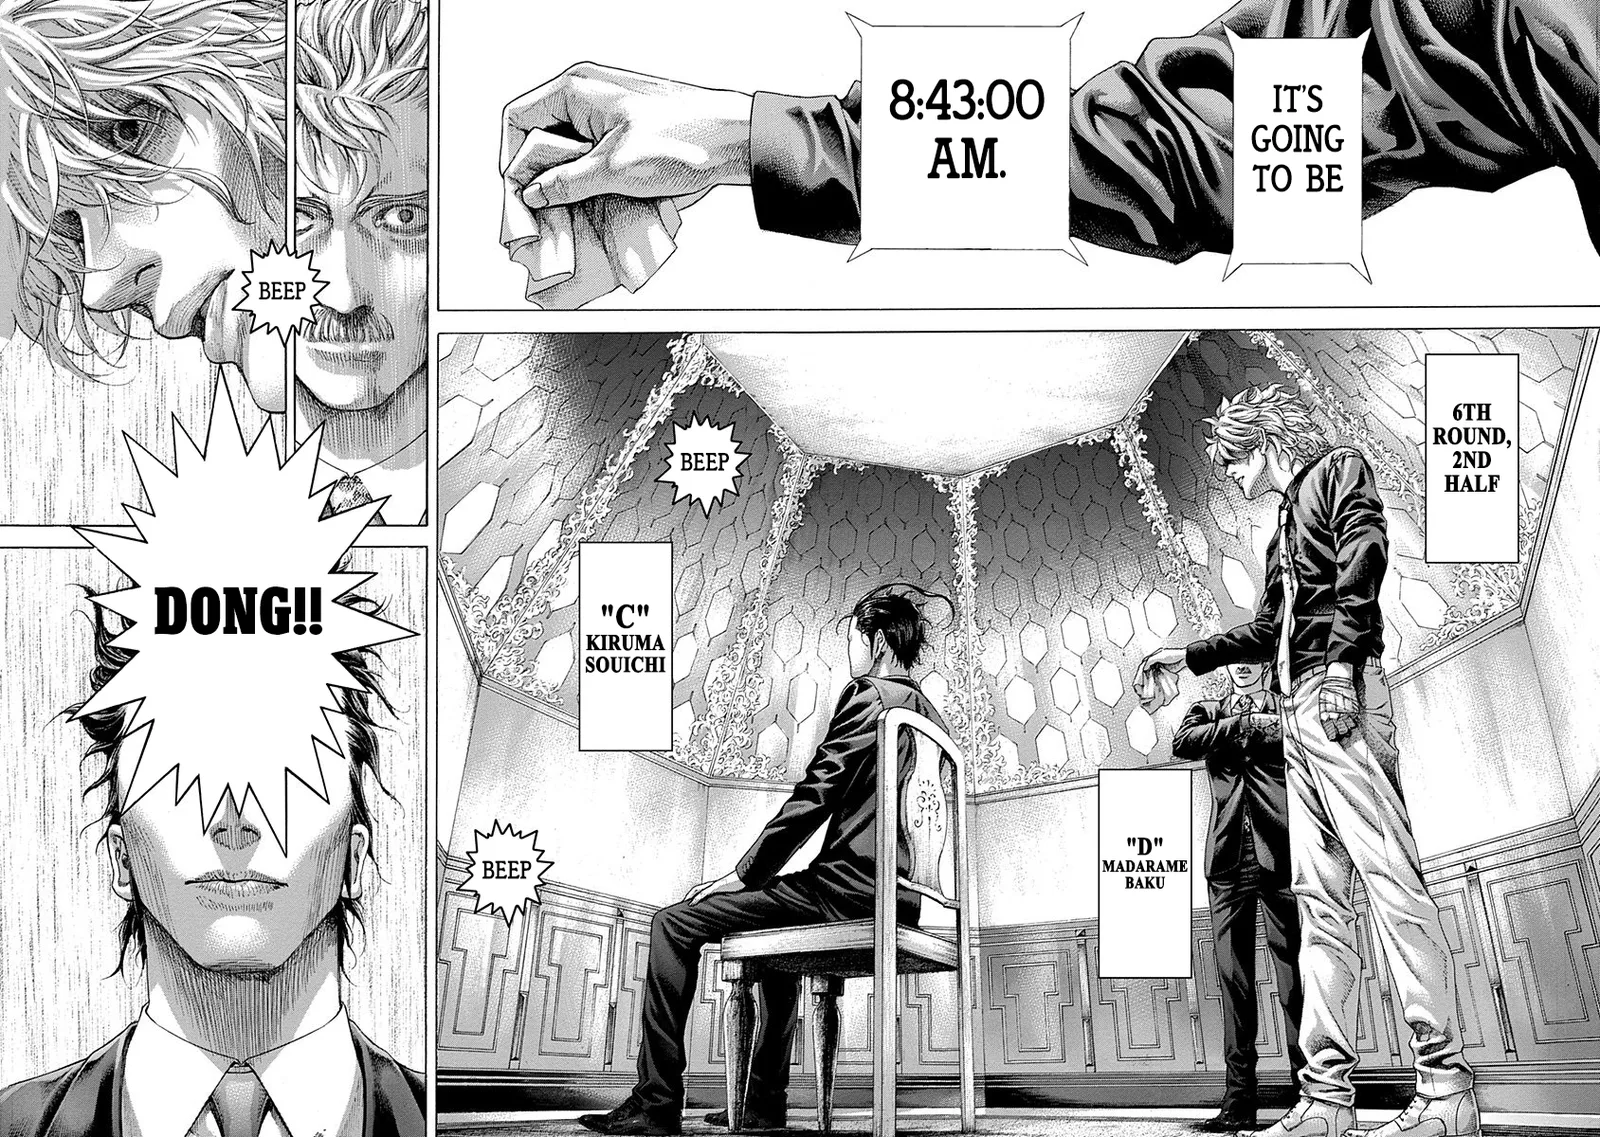 IT'S
GOING
TO BE
8:43:00
AM.
6TH
ROUND,
2ND
HALF
"D"
MADARAME
BAKU
BEEP
"C"
KIRUMA
SOUICHI
BEEP
BEEP
DONG!!